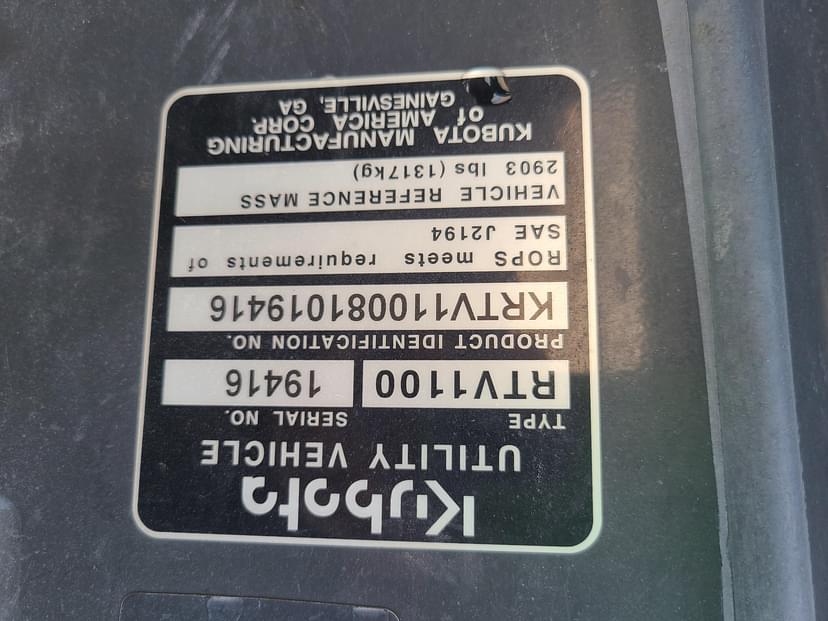 Kubota
UTILITY VEHICLE
TYPE SERIAL NO.
RTV1100 19416
PRODUCT IDENTIFICATION NO.
KRTV110081019416
ROPS meets requirements of
SAE J2194
VEHICLE REFERENCE MASS
2903 lbs (1317kg)
KUBOTA MANUFACTURING
of AMERICA CORP.
GAINESVILLE, GA